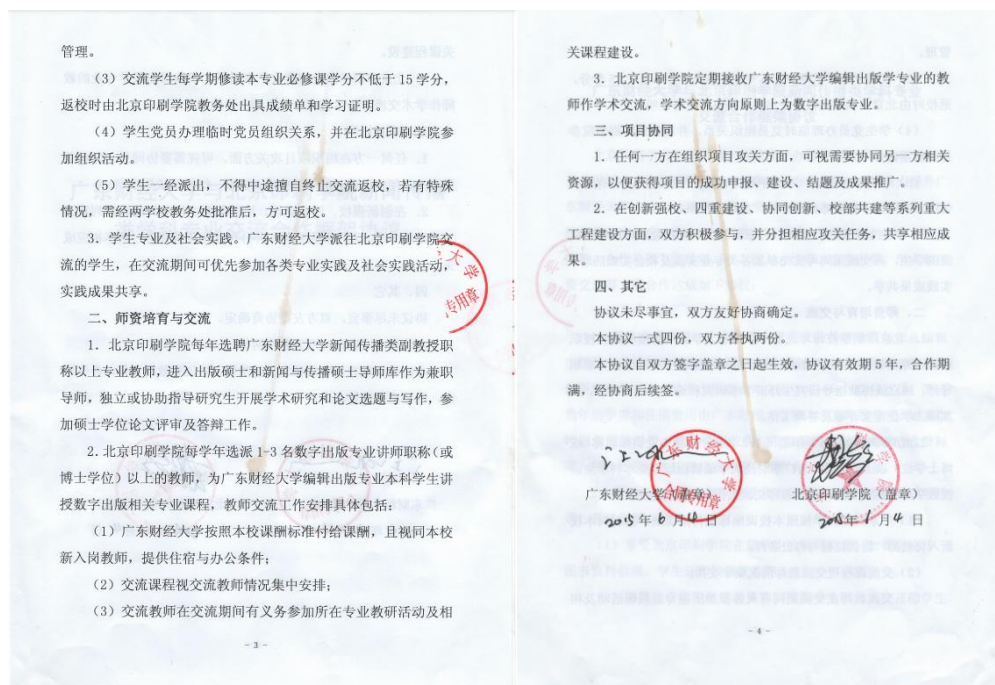 管理。
（3）交流学生每学期修读本专业必修课学分不低于 15 学分，
返校时由北京印刷学院教务处出具成绩单和学习证明。
（4）学生党员办理临时党员组织关系，并在北京印刷学院参
加组织活动。
（5）学生一经派出，不得中途擅自终止交流返校，若有特殊
情况，需经两学校教务处批准后，方可返校。
3. 学生专业及社会实践。广东财经大学派往北京印刷学院交
流的学生，在交流期间可优先参加各类专业实践及社会实践活动，
实践成果共享。
二、师资培育与交流
1. 北京印刷学院每年选聘广东财经大学新闻传播类副教授职
称以上专业教师，进入出版硕士和新闻与传播硕士导师库作为兼职
导师，独立或协助指导研究生开展学术研究和论文选题与写作，参
加硕士学位论文评审及答辩工作。
2.北京印刷学院每学年选派 1-3 名数字出版专业讲师职称（或
博士学位）以上的教师，为广东财经大学编辑出版专业本科学生讲
授数字出版相关专业课程，教师交流工作安排具体包括：
（1）广东财经大学按照本校课酬标准付给课酬，且视同本校
新入岗教师，提供住宿与办公条件；
（2）交流课程视交流教师情况集中安排；
（3）交流教师在交流期间有义务参加所在专业教研活动及相
- 3 -
大学
专用章
关课程建设。
3. 北京印刷学院定期接收广东财经大学编辑出版学专业的教
师作学术交流，学术交流方向原则上为数字出版专业。
三、项目协同
1. 任何一方在组织项目攻关方面，可视需要协同另一方相关
资源，以便获得项目的成功申报、建设、结题及成果推广。
2. 在创新强校、四重建设、协同创新、校部共建等系列重大
工程建设方面，双方积极参与，并分担相应攻关任务，共享相应成
果。
四、其它
协议未尽事宜，双方友好协商确定。
本协议一式四份，双方各执两份。
本协议自双方签字盖章之日起生效，协议有效期 5 年，合作期
满，经协商后续签。
广东财经大学（盖章）
北京印刷学院（盖章）
东财经大学
合同专用章
2015 年 6 月 4 日
月 4 日
- 4 -